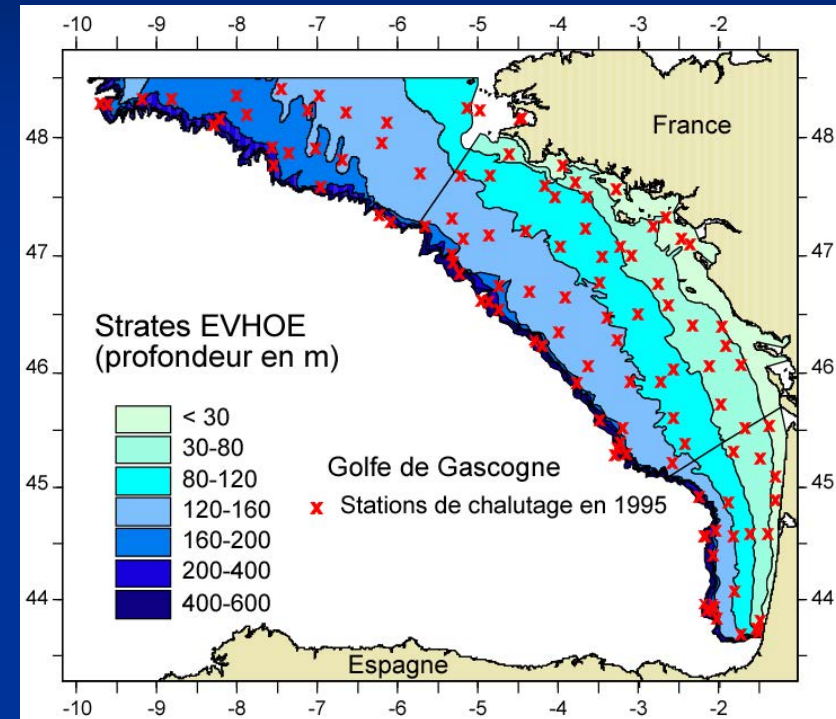 -10 -9 -8 -7 -6 -5 -4 -3 -2
48 France 48
47 47
Strates EVHOE
(profondeur en m)
46 46
< 30
30-80
80-120
120-160
160-200
200-400
400-600
Golfe de Gascogne
x Stations de chalutage en 1995
45 45
44 44
Espagne
-10 -9 -8 -7 -6 -5 -4 -3 -2